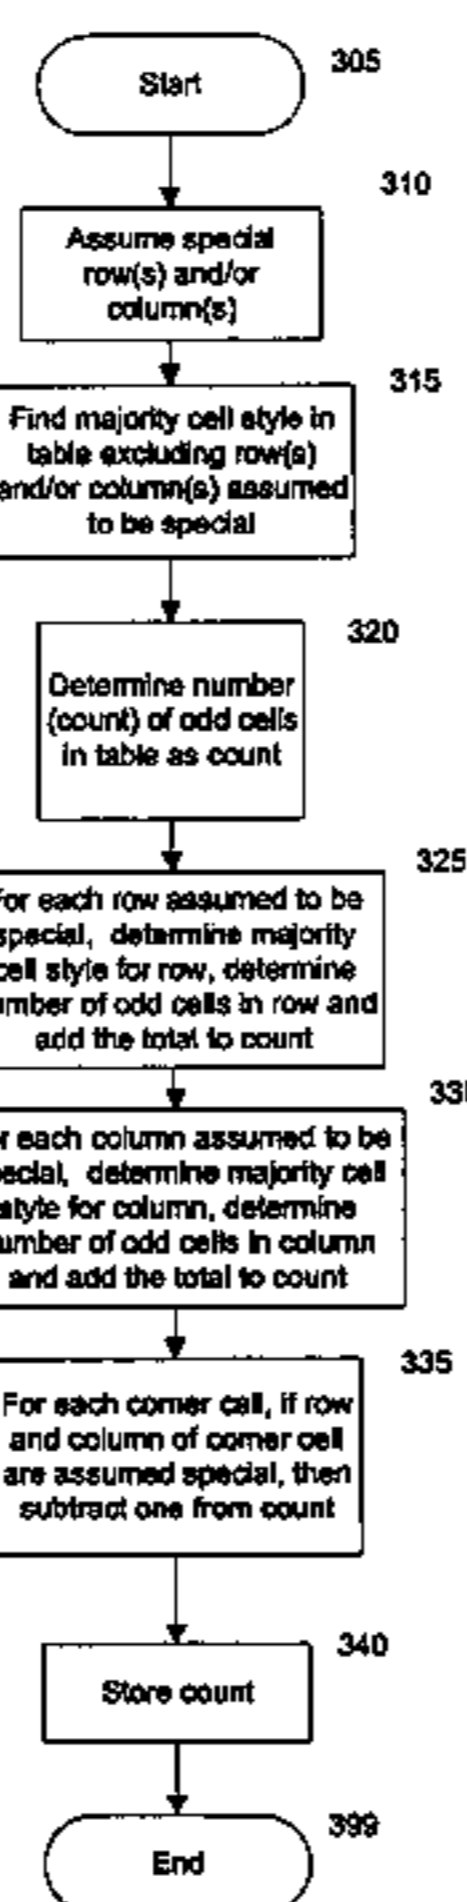 305
Start
310
Assume special
row(s) and/or
column(s)
315
Find majority cell style in
table excluding row(s)
and/or column(s) assumed
to be special
320
Determine number
(count) of odd cells
in table as count
325
For each row assumed to be
special, determine majority
cell style for row, determine
number of odd cells in row and
add the total to count
each column assumed to be
special, determine majority cell
style for column, determine
number of odd cells in column
and add the total to count
335
For each corner cell, if row
and column of corner cell
are assumed special, then
subtract one from count
340
Store count
399
End